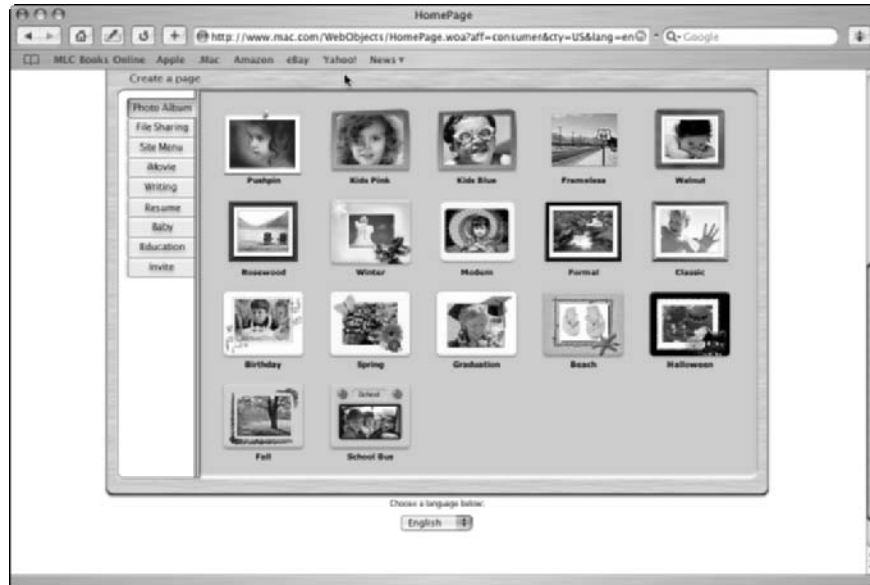 HomePage
http://www.mac.com/WebObjects/HomePage.woa?aff=consumer&cty=US&lang=en
Google
MLC Books Online Apple .Mac Amazon eBay Yahoo! News
Create a page
Photo Album
File Sharing
Site Menu
iMovie
Writing
Resume
Baby
Education
Invite
Pushpin Kids Pink Kids Blue Frameless Walnut
Rosewood Winter Modern Formal Classic
Birthday Spring Graduation Beach Halloween
School
Fall School Bus
Choose a language below.
English